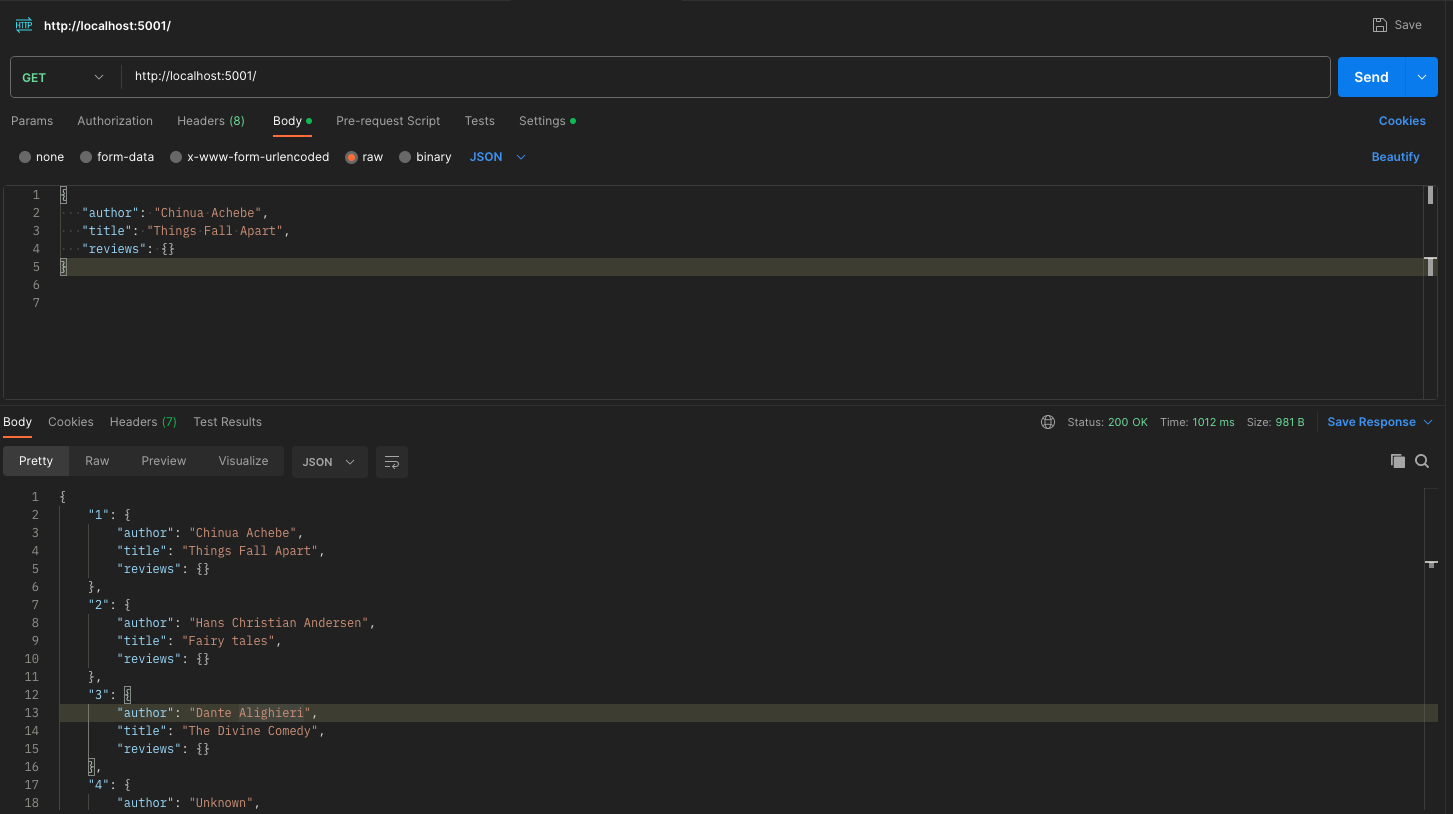 HTTP http://localhost:5001/ Save
GET http://localhost:5001/ Send
Params Authorization Headers (8) Body Pre-request Script Tests Settings Cookies
none form-data x-www-form-urlencoded raw binary JSON Beautify
1 {
2 ···"author":·"Chinua·Achebe",
3 ···"title":·"Things·Fall·Apart",
4 ···"reviews":·{}
5 }
6
7
Body Cookies Headers (7) Test Results Status: 200 OK Time: 1012 ms Size: 981 B Save Response
Pretty Raw Preview Visualize JSON
1 {
2 "1": {
3 "author": "Chinua Achebe",
4 "title": "Things Fall Apart",
5 "reviews": {}
6 },
7 "2": {
8 "author": "Hans Christian Andersen",
9 "title": "Fairy tales",
10 "reviews": {}
11 },
12 "3": {
13 "author": "Dante Alighieri",
14 "title": "The Divine Comedy",
15 "reviews": {}
16 },
17 "4": {
18 "author": "Unknown",